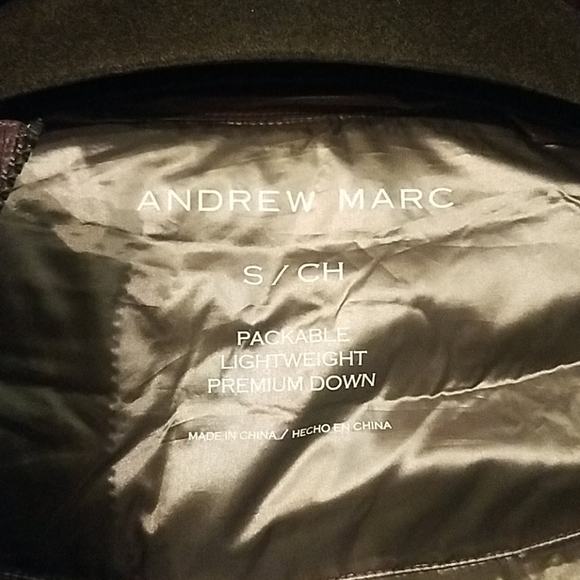 ANDREW MARC
S / CH
PACKABLE
LIGHTWEIGHT
PREMIUM DOWN
MADE IN CHINA / HECHO EN CHINA